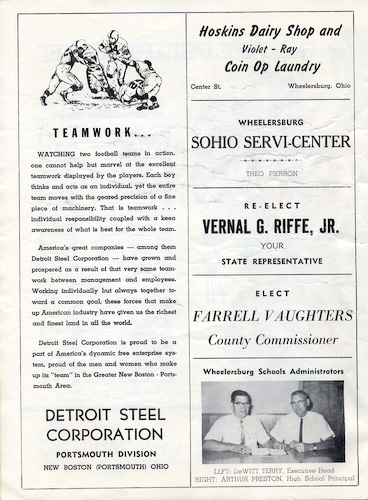 TEAMWORK...
WATCHING two football teams in action,
one cannot help but marvel at the excellent
teamwork displayed by the players. Each boy
thinks and acts as an individual, yet the entire
team moves with the geared precision of a fine
piece of machinery. That is teamwork . . .
individual responsibility coupled with a keen
awareness of what is best for the whole team.
America's great companies — among them
Detroit Steel Corporation — have grown and
prospered as a result of that very same team-
work between management and employees.
Working individually but always together to-
ward a common goal, these forces that make
up American industry have given us the richest
and finest land in all the world.
Detroit Steel Corporation is proud to be a
part of America's dynamic free enterprise sys-
tem, proud of the men and women who make
up its "team" in the Greater New Boston - Ports-
mouth Area.
DETROIT STEEL
CORPORATION
PORTSMOUTH DIVISION
NEW BOSTON (PORTSMOUTH) OHIO
Hoskins Dairy Shop and
Violet - Ray
Coin Op Laundry
Center St. Wheelersburg, Ohio
WHEELERSBURG
SOHIO SERVI-CENTER
THEO PIERRON
RE-ELECT
VERNAL G. RIFFE, JR.
YOUR
STATE REPRESENTATIVE
ELECT
FARRELL VAUGHTERS
County Commissioner
Wheelersburg Schools Administrators
LEFT: DeWITT TERRY, Executive Head
RIGHT: ARTHUR PRESTON, High School Principal